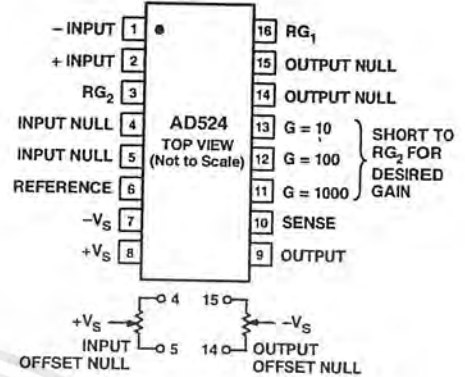 – INPUT 1
+ INPUT 2
RG2 3
INPUT NULL 4
INPUT NULL 5
REFERENCE 6
–VS 7
+VS 8
AD524
TOP VIEW
(Not to Scale)
16 RG1
15 OUTPUT NULL
14 OUTPUT NULL
13 G = 10
12 G = 100
11 G = 1000
10 SENSE
9 OUTPUT
SHORT TO
RG2 FOR
DESIRED
GAIN
+VS
4
5
INPUT
OFFSET NULL
15
14
–VS
OUTPUT
OFFSET NULL